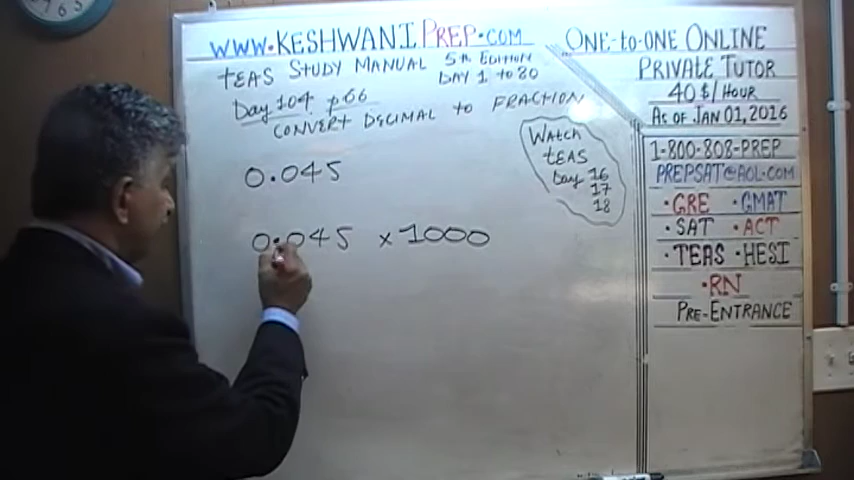 WWW.KESHWANIPREP.COM
TEAS STUDY MANUAL 5TH EDITION
DAY 1 TO 80
Day 104 p66
CONVERT DECIMAL to FRACTION
WATCH
tEAS
Day 16
17
18
0.045
0.045 x 1000
ONE-to-ONE ONLINE
PRIVATE TUTOR
40$/HOUR
AS OF JAN 01, 2016
1-800-808-PREP
PREPSAT@AOL.COM
•GRE •GMAT
•SAT •ACT
•TEAS •HESI
•RN
PRE-ENTRANCE